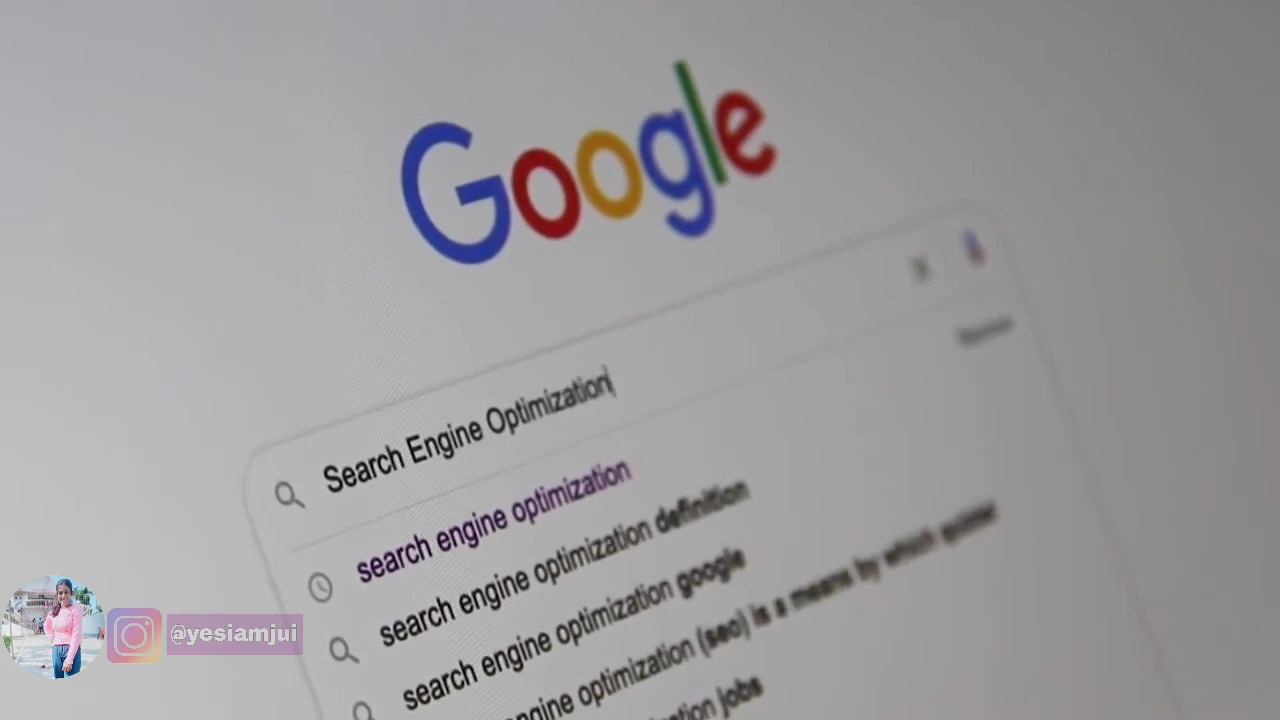 Google
Search Engine Optimization
search engine optimization
search engine optimization definition
search engine optimization google
engine optimization (seo) is a means by which
jobs
@yesiamjui